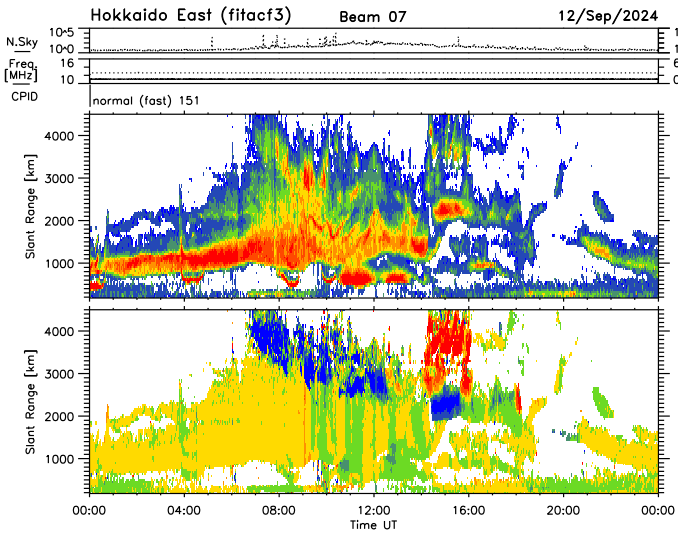 Hokkaido East (fitacf3) Beam 07 12/Sep/2024
N.Sky 10^5 10^0 1 1
Freq. [MHz] 16 10 6 0
CPID normal (fast) 151
Slant Range [km] 4000 3000 2000 1000
Slant Range [km] 4000 3000 2000 1000
00:00 04:00 08:00 12:00 16:00 20:00 00:00
Time UT